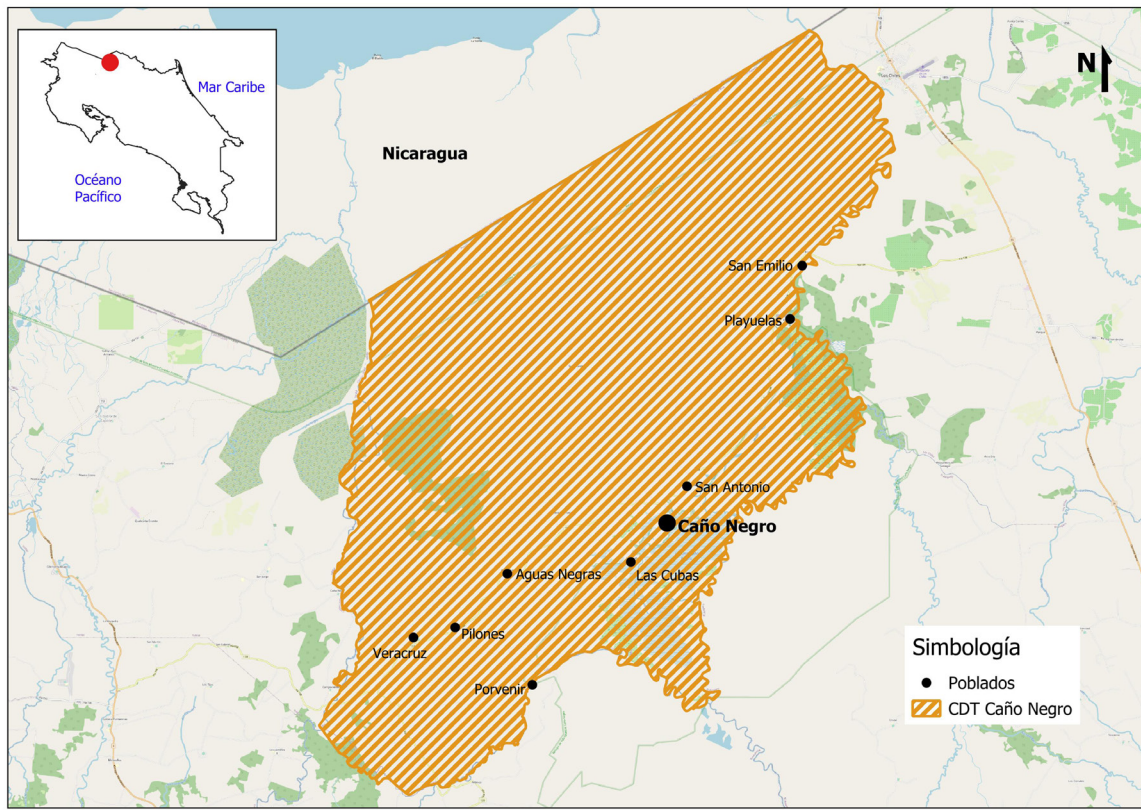 Mar Caribe
Océano
Pacífico
N
Nicaragua
San Emilio
Playuelas
San Antonio
Caño Negro
Las Cubas
Aguas Negras
Pilones
Veracruz
Porvenir
Simbología
Poblados
CDT Caño Negro